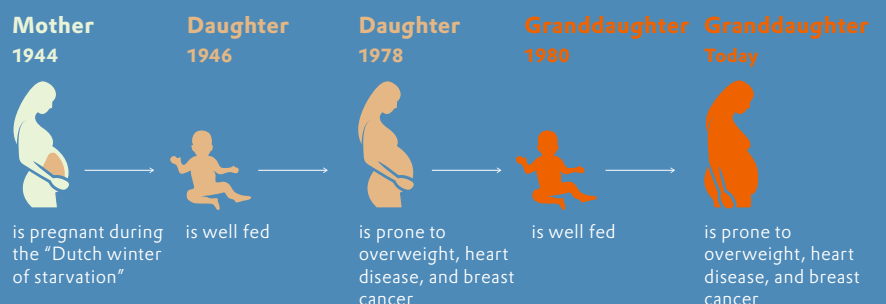 Mother
1944
is pregnant during
the “Dutch winter
of starvation”
Daughter
1946
is well fed
Daughter
1978
is prone to
overweight, heart
disease, and breast
cancer
Granddaughter
1980
is well fed
Granddaughter
Today
is prone to
overweight, heart
disease, and breast
cancer